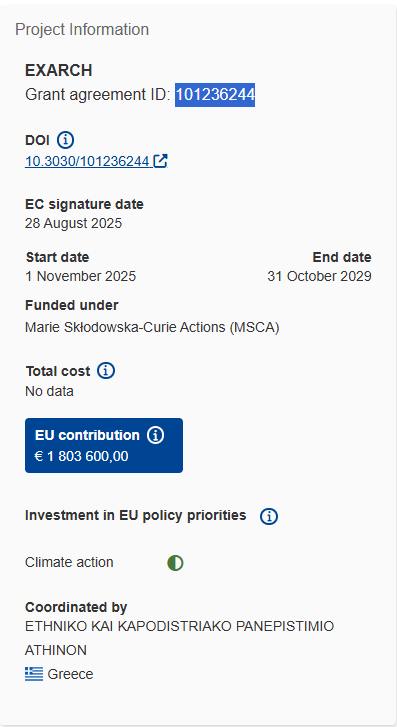 Project Information
EXARCH
Grant agreement ID: 101236244
DOI
10.3030/101236244
EC signature date
28 August 2025
Start date End date
1 November 2025 31 October 2029
Funded under
Marie Skłodowska-Curie Actions (MSCA)
Total cost
No data
EU contribution
€ 1 803 600,00
Investment in EU policy priorities
Climate action
Coordinated by
ETHNIKO KAI KAPODISTRIAKO PANEPISTIMIO
ATHINON
Greece